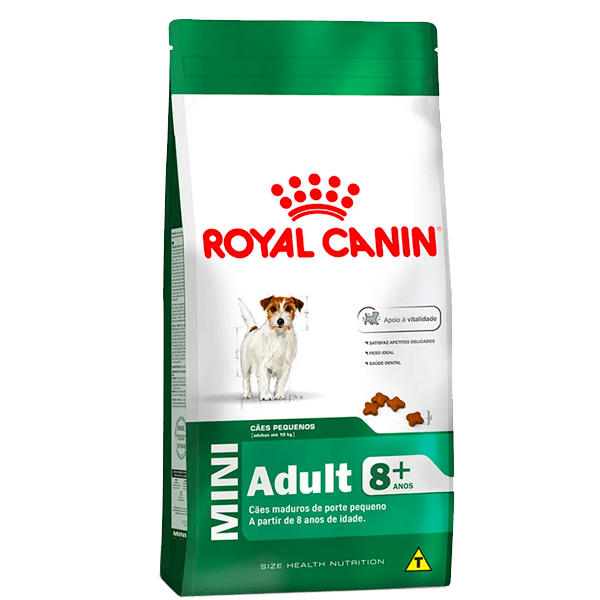 ROYAL CANIN®
Apoio à vitalidade
SATISFAZ APETITES DELICADOS
PESO IDEAL
SAÚDE DENTAL
CÃES PEQUENOS
[adultos até 10 kg]
MINI
Adult 8+
ANOS
Cães maduros de porte pequeno
A partir de 8 anos de idade.
SIZE HEALTH NUTRITION
T